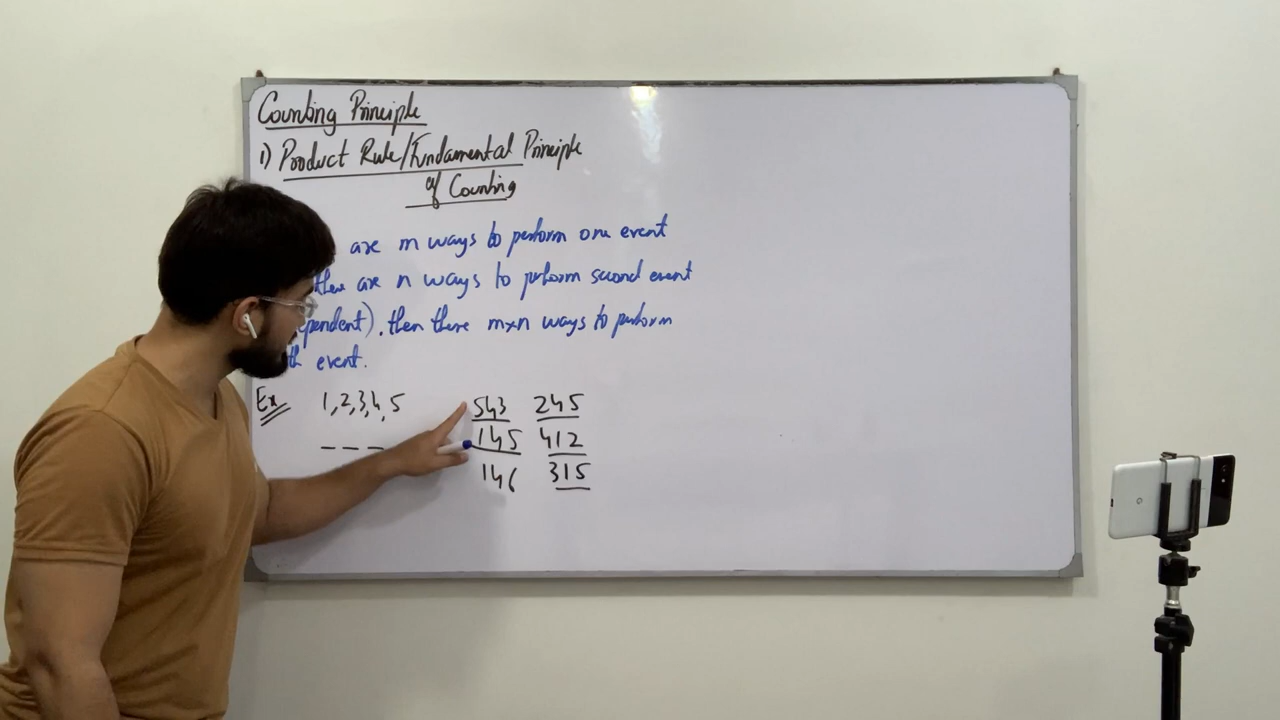 Counting Principle
1) Product Rule/Fundamental Principle
of Counting
are m ways to perform one event
there are n ways to perform second event
ependent). then there m×n ways to perform
th event.
Ex 1,2,3,4,5 543 245
_ _ _ 145 412
146 315